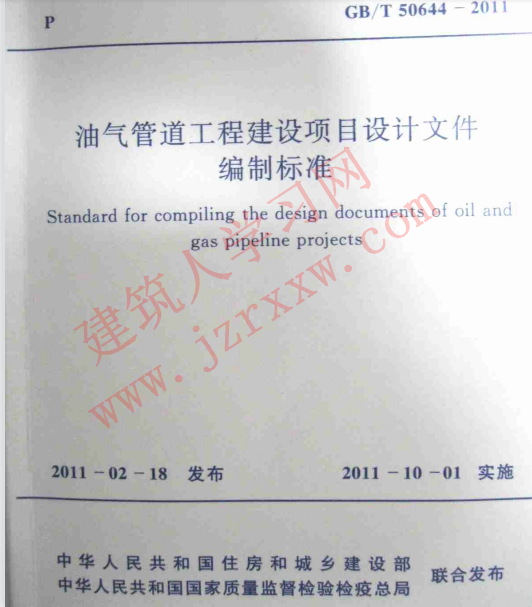 P
GB/T 50644－2011
油气管道工程建设项目设计文件
编制标准
Standard for compiling the design documents of oil and
gas pipeline projects
建筑人学习网
www.jzrxxw.com
2011－02－18 发布
2011－10－01 实施
中华人民共和国住房和城乡建设部
中华人民共和国国家质量监督检验检疫总局
联合发布